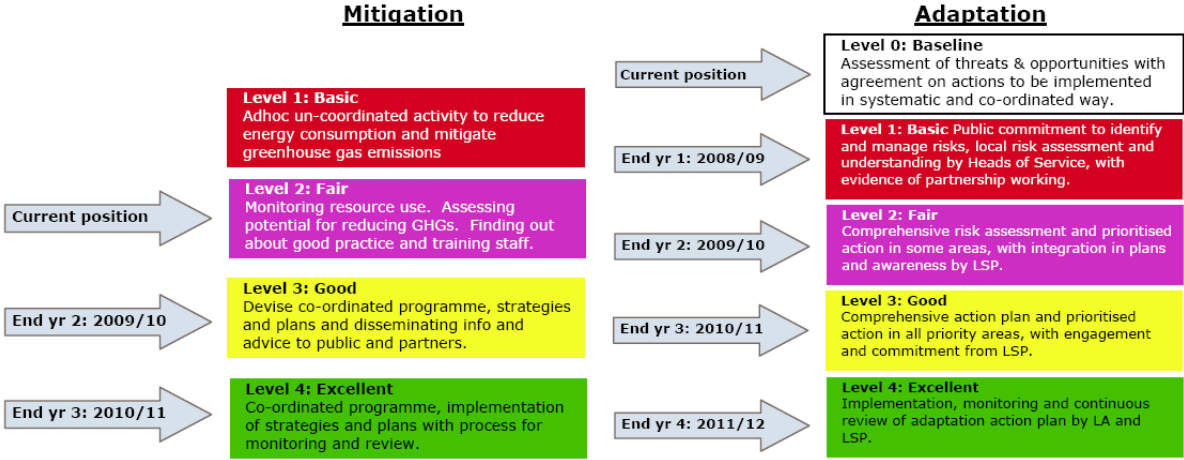 Mitigation
Level 1: Basic
Adhoc un-coordinated activity to reduce
energy consumption and mitigate
greenhouse gas emissions
Current position
Level 2: Fair
Monitoring resource use.  Assessing
potential for reducing GHGs.  Finding out
about good practice and training staff.
End yr 2: 2009/10
Level 3: Good
Devise co-ordinated programme, strategies
and plans and disseminating info and
advice to public and partners.
End yr 3: 2010/11
Level 4: Excellent
Co-ordinated programme, implementation
of strategies and plans with process for
monitoring and review.
Adaptation
Current position
Level 0: Baseline
Assessment of threats & opportunities with
agreement on actions to be implemented
in systematic and co-ordinated way.
End yr 1: 2008/09
Level 1: Basic Public commitment to identify
and manage risks, local risk assessment and
understanding by Heads of Service, with
evidence of partnership working.
End yr 2: 2009/10
Level 2: Fair
Comprehensive risk assessment and prioritised
action in some areas, with integration in plans
and awareness by LSP.
End yr 3: 2010/11
Level 3: Good
Comprehensive action plan and prioritised
action in all priority areas, with engagement
and commitment from LSP.
End yr 4: 2011/12
Level 4: Excellent
Implementation, monitoring and continuous
review of adaptation action plan by LA and
LSP.